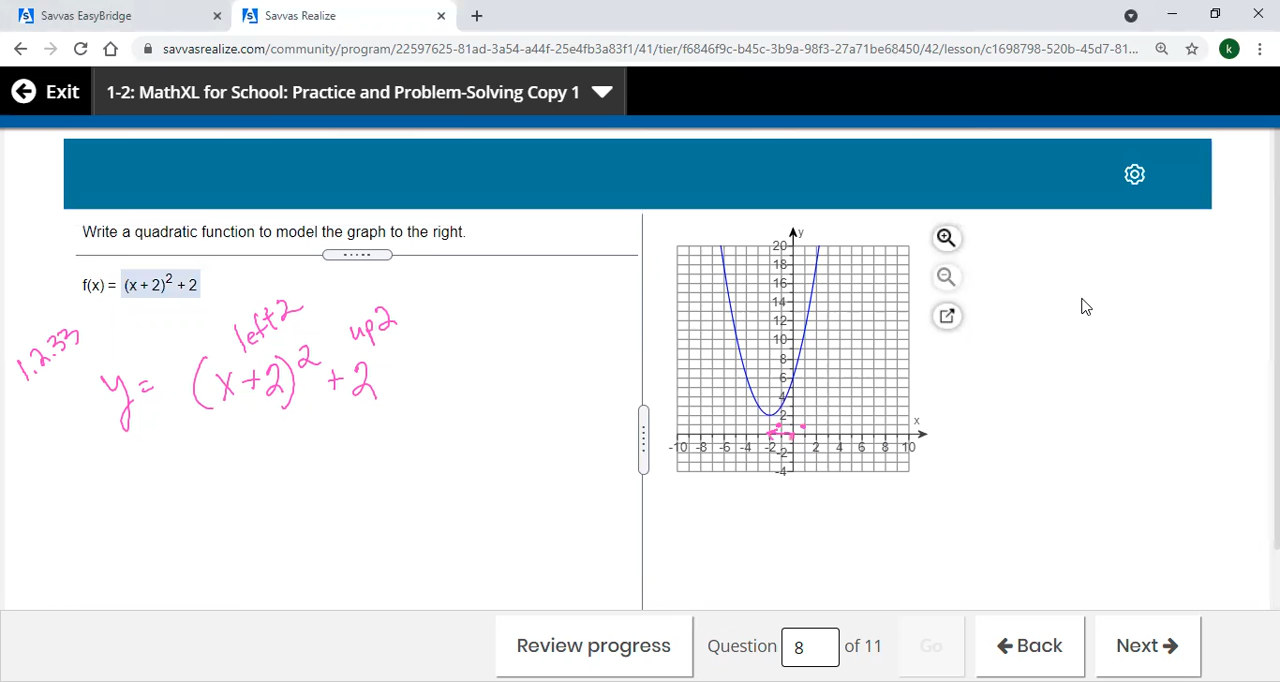 Savvas EasyBridge
Savvas Realize
savvasrealize.com/community/program/22597625-81ad-3a54-a44f-25e4fb3a83f1/41/tier/f6846f9c-b45c-3b9a-98f3-27a71be68450/42/lesson/c1698798-520b-45d7-81...
k
Exit
1-2: MathXL for School: Practice and Problem-Solving Copy 1
Write a quadratic function to model the graph to the right.
f(x) = (x + 2)² + 2
1.2.33
left 2
up 2
y = (x+2)² + 2
y
20
18
16
14
12
10
8
6
4
2
x
-10 -8 -6 -4 -2 2 4 6 8 10
-2
-4
Review progress
Question 8 of 11
Go
Back
Next